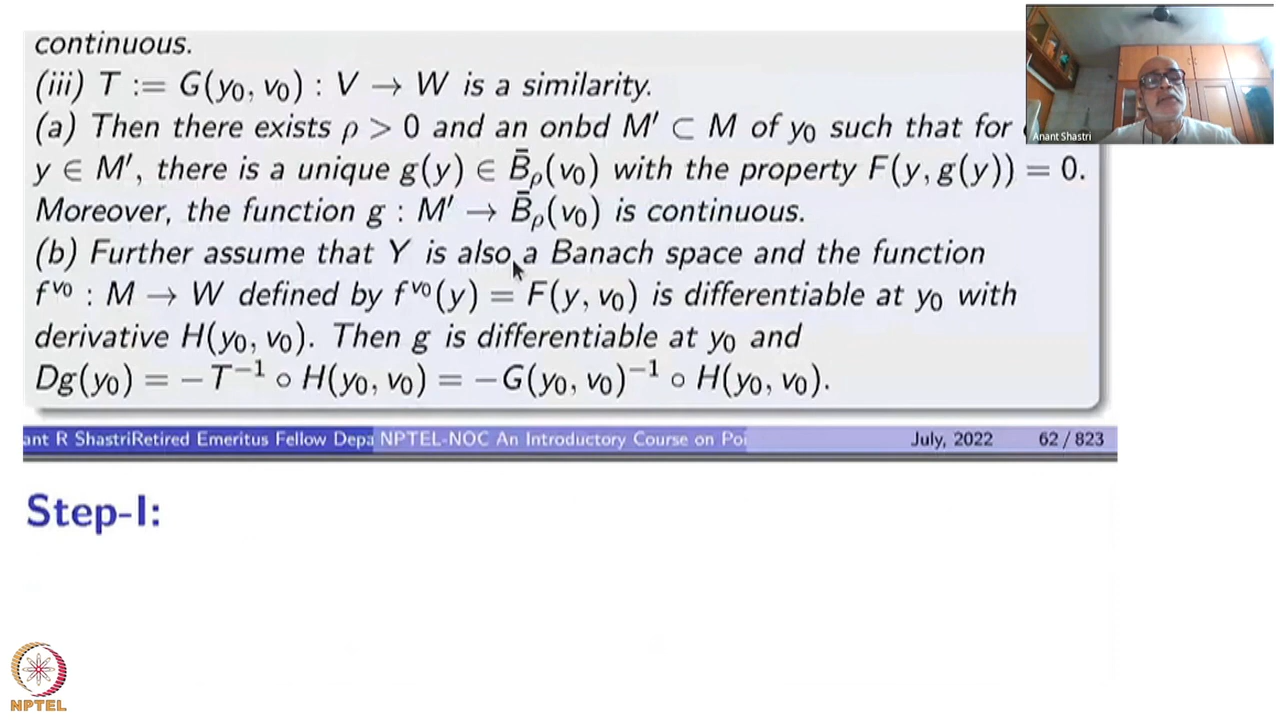 continuous.
(iii) T := G(y₀, v₀) : V → W is a similarity.
(a) Then there exists ρ > 0 and an onbd M′ ⊂ M of y₀ such that for
y ∈ M′, there is a unique g(y) ∈ B̄ρ(v₀) with the property F(y, g(y)) = 0.
Moreover, the function g : M′ → B̄ρ(v₀) is continuous.
(b) Further assume that Y is also a Banach space and the function
f^v₀ : M → W defined by f^v₀(y) = F(y, v₀) is differentiable at y₀ with
derivative H(y₀, v₀). Then g is differentiable at y₀ and
Dg(y₀) = −T⁻¹ ∘ H(y₀, v₀) = −G(y₀, v₀)⁻¹ ∘ H(y₀, v₀).
Anant Shastri
ant R ShastriRetired Emeritus Fellow Depa NPTEL-NOC An Introductory Course on Poi July, 2022 62 / 823
Step-I:
NPTEL